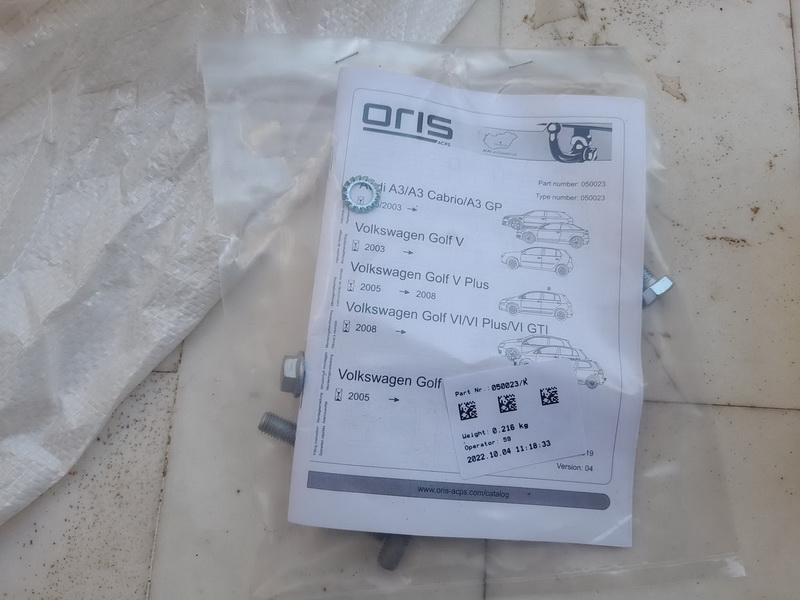 oris
ACPS
Part number: 050023
Type number: 050023
A3/A3 Cabrio/A3 GP
/2003
Volkswagen Golf V
2003
Volkswagen Golf V Plus
2005 → 2008
Volkswagen Golf VI/VI Plus/VI GTI
2008
Volkswagen Golf
2005
Part Nr.: 050023/K
Weight: 0.216 kg
Operator: 59
2022.10.04 11:18:33
Version: 04
www.oris-acps.com/catalog